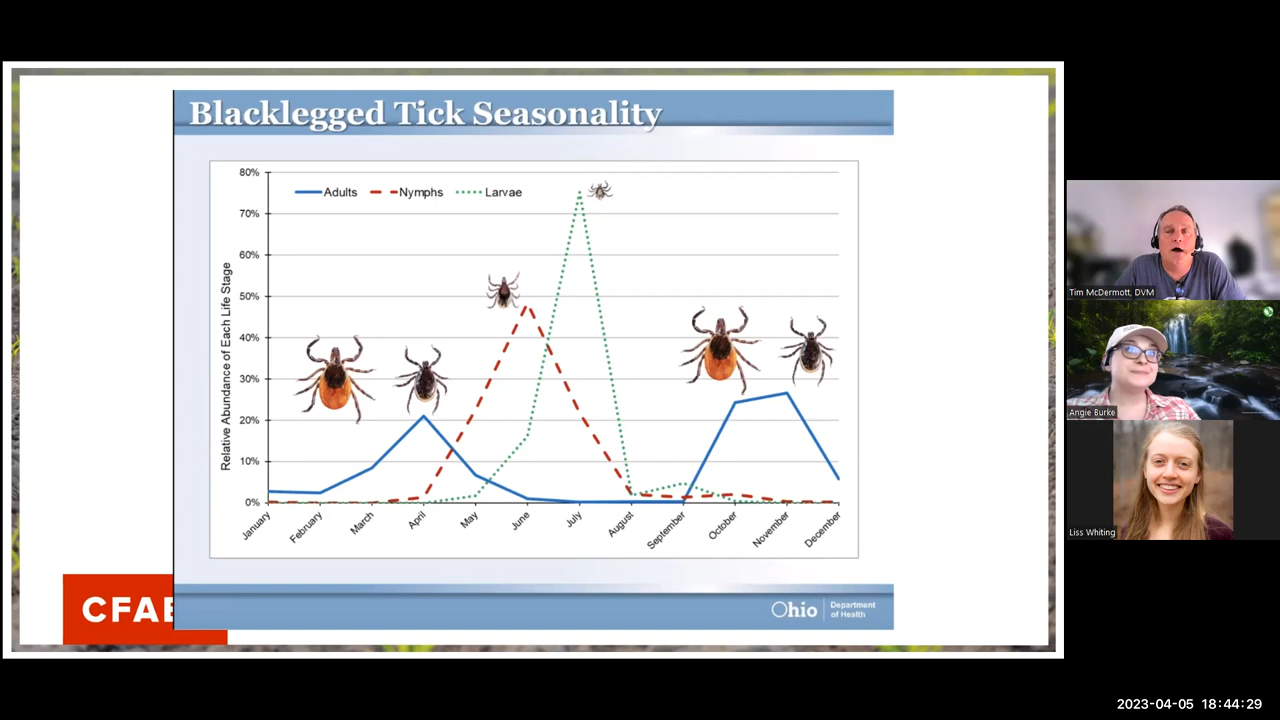 Blacklegged Tick Seasonality
Adults
Nymphs
Larvae
Relative Abundance of Each Life Stage
80%
70%
60%
50%
40%
30%
20%
10%
0%
January
February
March
April
May
June
July
August
September
October
November
December
CFAE
Ohio
Department
of Health
Tim McDermott, DVM
Angie Burke
Liss Whiting
2023-04-05 18:44:29